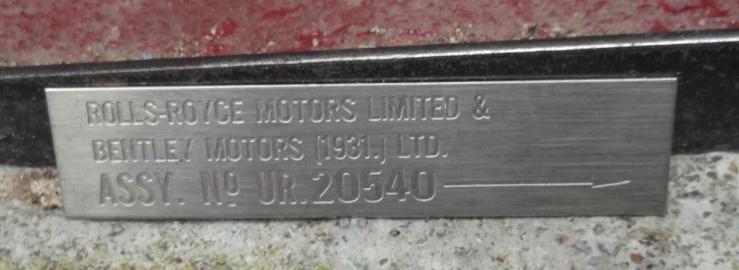 ROLLS-ROYCE MOTORS LIMITED &
BENTLEY MOTORS (1931.) LTD.
ASSY. Nº UR.20540